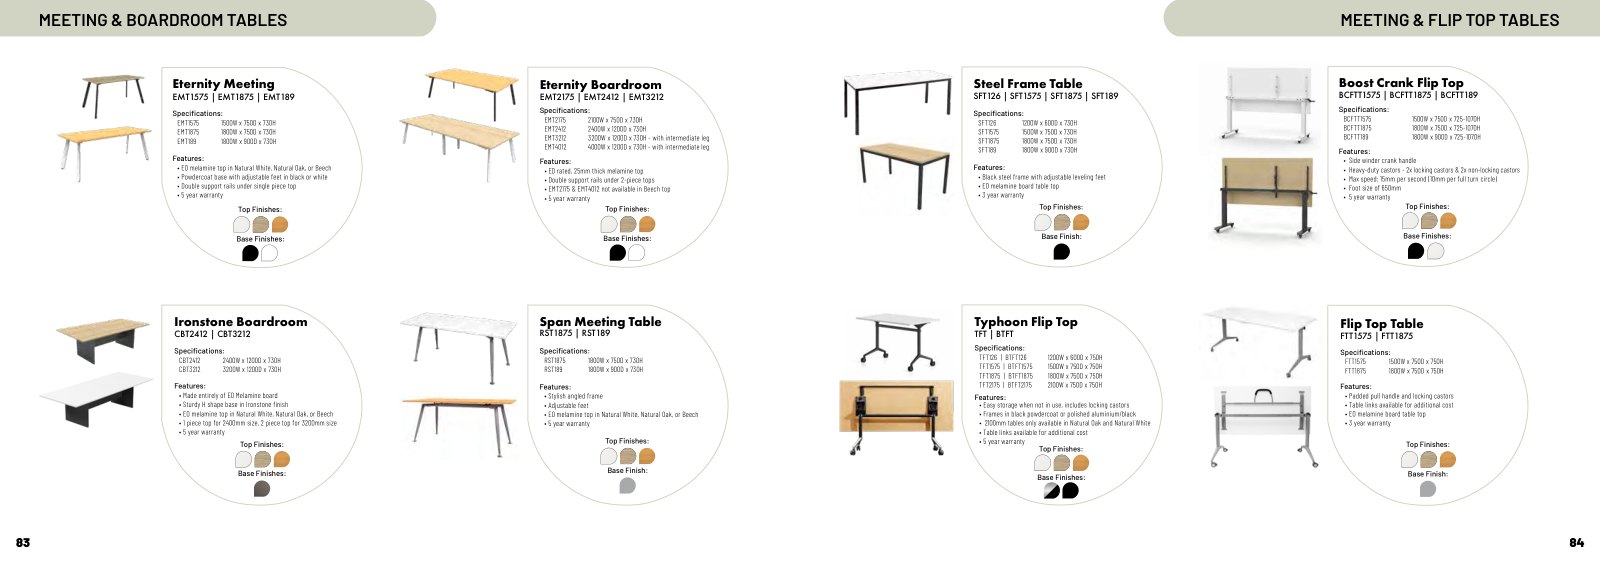 MEETING & BOARDROOM TABLES
Eternity Meeting
EMT1575 | EMT1875 | EMT189
Specifications:
EMT1575 1500W x 750D x 730H
EMT1875 1800W x 750D x 730H
EMT189 1800W x 900D x 730H
Features:
• E0 melamine top in Natural White, Natural Oak, or Beech
• Powdercoat base with adjustable feet in black or white
• Double support rails under single piece top
• 5 year warranty
Top Finishes:
Base Finishes:
Eternity Boardroom
EMT2175 | EMT2412 | EMT3212
Specifications:
EMT2175 2100W x 750D x 730H
EMT2412 2400W x 1200D x 730H
EMT3212 3200W x 1200D x 730H - with intermediate leg
EMT4012 4000W x 1200D x 730H - with intermediate leg
Features:
• E0 rated, 25mm thick melamine top
• Double support rails under 2-piece tops
• EMT2175 & EMT4012 not available in Beech top
• 5 year warranty
Top Finishes:
Base Finishes:
Ironstone Boardroom
CBT2412 | CBT3212
Specifications:
CBT2412 2400W x 1200D x 730H
CBT3212 3200W x 1200D x 730H
Features:
• Made entirely of E0 Melamine board
• Sturdy H shape base in Ironstone finish
• E0 melamine top in Natural White, Natural Oak, or Beech
• 1 piece top for 2400mm size, 2 piece top for 3200mm size
• 5 year warranty
Top Finishes:
Base Finishes:
Span Meeting Table
RST1875 | RST189
Specifications:
RST1875 1800W x 750D x 730H
RST189 1800W x 900D x 730H
Features:
• Stylish angled frame
• Adjustable feet
• E0 melamine top in Natural White, Natural Oak, or Beech
• 5 year warranty
Top Finishes:
Base Finish:
83
MEETING & FLIP TOP TABLES
Steel Frame Table
SFT126 | SFT1575 | SFT1875 | SFT189
Specifications:
SFT126 1200W x 600D x 730H
SFT1575 1500W x 750D x 730H
SFT1875 1800W x 750D x 730H
SFT189 1800W x 900D x 730H
Features:
• Black steel frame with adjustable leveling feet
• E0 melamine board table top
• 3 year warranty
Top Finishes:
Base Finish:
Boost Crank Flip Top
BCFTT1575 | BCFTT1875 | BCFTT189
Specifications:
BCFTT1575 1500W x 750D x 725-1070H
BCFTT1875 1800W x 750D x 725-1070H
BCFTT189 1800W x 900D x 725-1070H
Features:
• Side winder crank handle
• Heavy-duty castors - 2x locking castors & 2x non-locking castors
• Max speed: 15mm per second (10mm per full turn circle)
• Foot size of 650mm
• 5 year warranty
Top Finishes:
Base Finishes:
Typhoon Flip Top
TFT | BTFT
Specifications:
TFT126 | BTFT126 1200W x 600D x 750H
TFT1575 | BTFT1575 1500W x 750D x 750H
TFT1875 | BTFT1875 1800W x 750D x 750H
TFT2175 | BTFT2175 2100W x 750D x 750H
Features:
• Easy storage when not in use, includes locking castors
• Frames in black powdercoat or polished aluminium/black
• 2100mm tables only available in Natural Oak and Natural White
• Table links available for additional cost
• 5 year warranty
Top Finishes:
Base Finishes:
Flip Top Table
FTT1575 | FTT1875
Specifications:
FTT1575 1500W x 750D x 750H
FTT1875 1800W x 750D x 750H
Features:
• Padded pull handle and locking castors
• Table links available for additional cost
• E0 melamine board table top
• 3 year warranty
Top Finishes:
Base Finish:
84